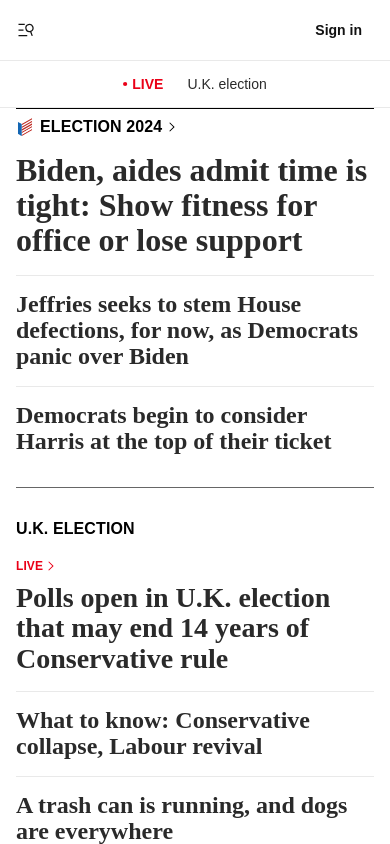 Sign in
• LIVE
U.K. election
ELECTION 2024
Biden, aides admit time is
tight: Show fitness for
office or lose support
Jeffries seeks to stem House
defections, for now, as Democrats
panic over Biden
Democrats begin to consider
Harris at the top of their ticket
U.K. ELECTION
LIVE
Polls open in U.K. election
that may end 14 years of
Conservative rule
What to know: Conservative
collapse, Labour revival
A trash can is running, and dogs
are everywhere